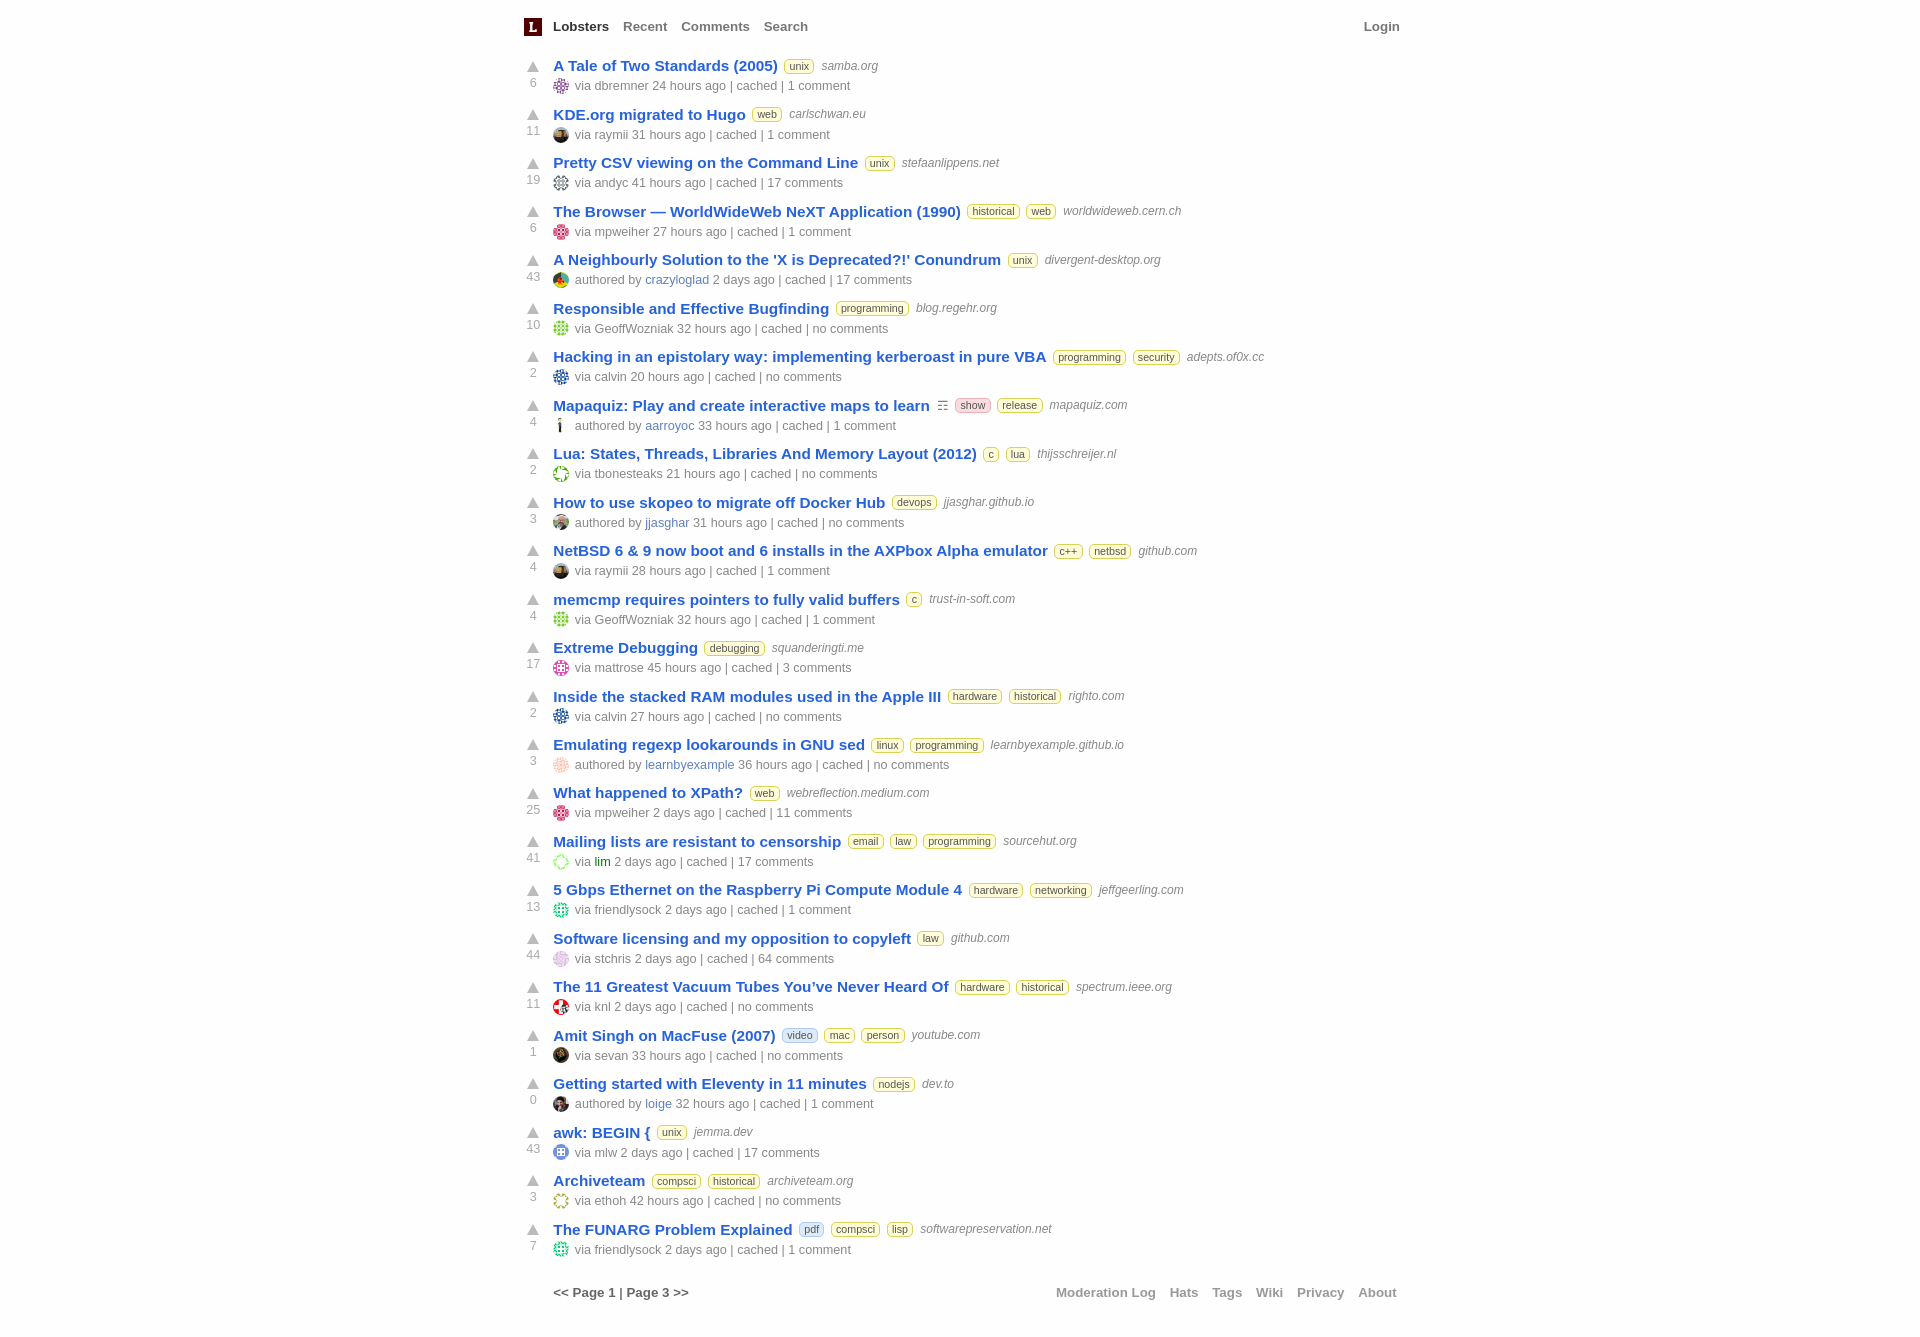 L Lobsters Recent Comments Search Login
A Tale of Two Standards (2005) unix samba.org
6 via dbremner 24 hours ago | cached | 1 comment
KDE.org migrated to Hugo web carlschwan.eu
11 via raymii 31 hours ago | cached | 1 comment
Pretty CSV viewing on the Command Line unix stefaanlippens.net
19 via andyc 41 hours ago | cached | 17 comments
The Browser — WorldWideWeb NeXT Application (1990) historical web worldwideweb.cern.ch
6 via mpweiher 27 hours ago | cached | 1 comment
A Neighbourly Solution to the 'X is Deprecated?!' Conundrum unix divergent-desktop.org
43 authored by crazyloglad 2 days ago | cached | 17 comments
Responsible and Effective Bugfinding programming blog.regehr.org
10 via GeoffWozniak 32 hours ago | cached | no comments
Hacking in an epistolary way: implementing kerberoast in pure VBA programming security adepts.of0x.cc
2 via calvin 20 hours ago | cached | no comments
Mapaquiz: Play and create interactive maps to learn ☶ show release mapaquiz.com
4 authored by aarroyoc 33 hours ago | cached | 1 comment
Lua: States, Threads, Libraries And Memory Layout (2012) c lua thijsschreijer.nl
2 via tbonesteaks 21 hours ago | cached | no comments
How to use skopeo to migrate off Docker Hub devops jjasghar.github.io
3 authored by jjasghar 31 hours ago | cached | no comments
NetBSD 6 & 9 now boot and 6 installs in the AXPbox Alpha emulator c++ netbsd github.com
4 via raymii 28 hours ago | cached | 1 comment
memcmp requires pointers to fully valid buffers c trust-in-soft.com
4 via GeoffWozniak 32 hours ago | cached | 1 comment
Extreme Debugging debugging squanderingti.me
17 via mattrose 45 hours ago | cached | 3 comments
Inside the stacked RAM modules used in the Apple III hardware historical righto.com
2 via calvin 27 hours ago | cached | no comments
Emulating regexp lookarounds in GNU sed linux programming learnbyexample.github.io
3 authored by learnbyexample 36 hours ago | cached | no comments
What happened to XPath? web webreflection.medium.com
25 via mpweiher 2 days ago | cached | 11 comments
Mailing lists are resistant to censorship email law programming sourcehut.org
41 via lim 2 days ago | cached | 17 comments
5 Gbps Ethernet on the Raspberry Pi Compute Module 4 hardware networking jeffgeerling.com
13 via friendlysock 2 days ago | cached | 1 comment
Software licensing and my opposition to copyleft law github.com
44 via stchris 2 days ago | cached | 64 comments
The 11 Greatest Vacuum Tubes You’ve Never Heard Of hardware historical spectrum.ieee.org
11 via knl 2 days ago | cached | no comments
Amit Singh on MacFuse (2007) video mac person youtube.com
1 via sevan 33 hours ago | cached | no comments
Getting started with Eleventy in 11 minutes nodejs dev.to
0 authored by loige 32 hours ago | cached | 1 comment
awk: BEGIN { unix jemma.dev
43 via mlw 2 days ago | cached | 17 comments
Archiveteam compsci historical archiveteam.org
3 via ethoh 42 hours ago | cached | no comments
The FUNARG Problem Explained pdf compsci lisp softwarepreservation.net
7 via friendlysock 2 days ago | cached | 1 comment
<< Page 1 | Page 3 >> Moderation Log Hats Tags Wiki Privacy About